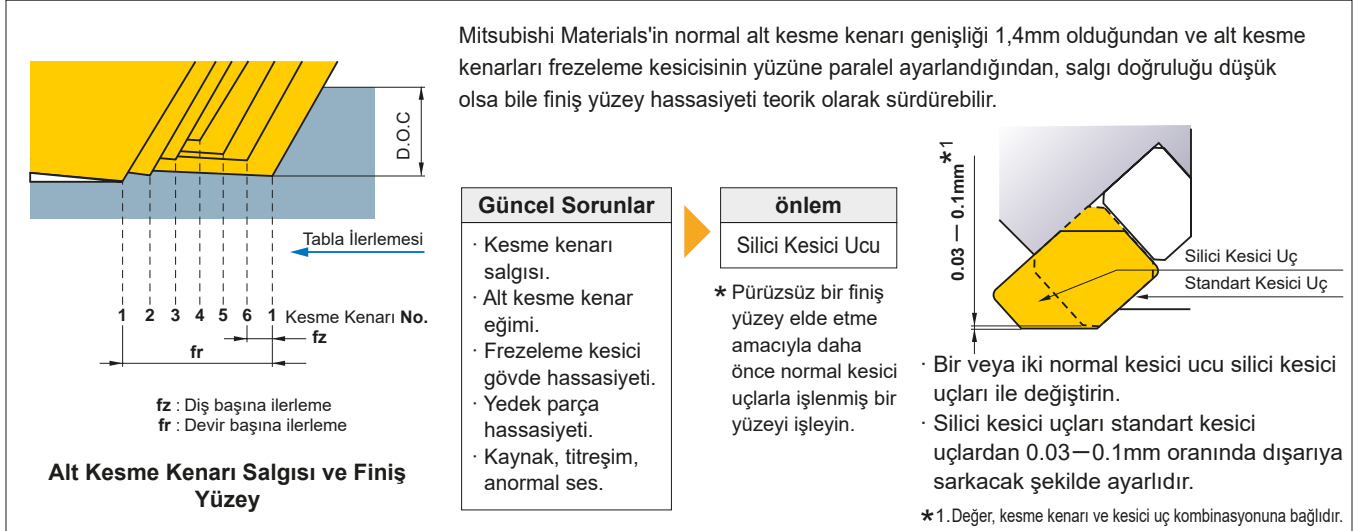 Mitsubishi Materials'in normal alt kesme kenarı genişliği 1,4mm olduğundan ve alt kesme
kenarları frezeleme kesicisinin yüzüne paralel ayarlandığından, salgı doğruluğu düşük
olsa bile finiş yüzey hassasiyeti teorik olarak sürdürebilir.
D.O.C
Tabla İlerlemesi
1 2 3 4 5 6 1 Kesme Kenarı No.
fz
fr
fz : Diş başına ilerleme
fr : Devir başına ilerleme
Alt Kesme Kenarı Salgısı ve Finiş
Yüzey
Güncel Sorunlar
· Kesme kenarı
salgısı.
· Alt kesme kenar
eğimi.
· Frezeleme kesici
gövde hassasiyeti.
· Yedek parça
hassasiyeti.
· Kaynak, titreşim,
anormal ses.
önlem
Silici Kesici Ucu
* Pürüzsüz bir finiş
yüzey elde etme
amacıyla daha
önce normal kesici
uçlarla işlenmiş bir
yüzeyi işleyin.
0.03 — 0.1mm*1
Silici Kesici Uç
Standart Kesici Uç
· Bir veya iki normal kesici ucu silici kesici
uçları ile değiştirin.
· Silici kesici uçları standart kesici
uçlardan 0.03—0.1mm oranında dışarıya
sarkacak şekilde ayarlıdır.
*1.Değer, kesme kenarı ve kesici uç kombinasyonuna bağlıdır.